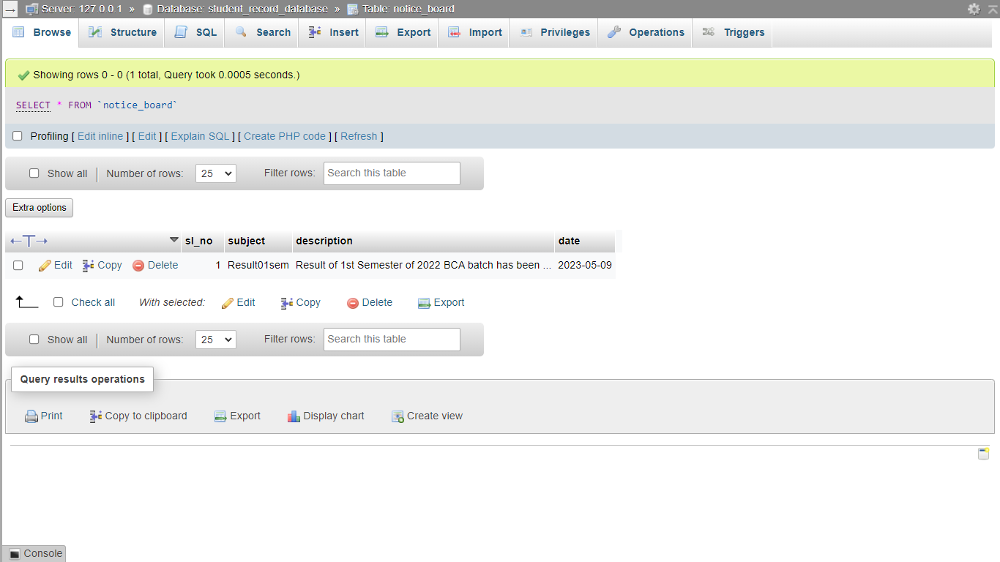 Server: 127.0.0.1 » Database: student_record_database » Table: notice_board
Browse Structure SQL Search Insert Export Import Privileges Operations Triggers
Showing rows 0 - 0 (1 total, Query took 0.0005 seconds.)
SELECT * FROM `notice_board`
Profiling [ Edit inline ] [ Edit ] [ Explain SQL ] [ Create PHP code ] [ Refresh ]
Show all | Number of rows: 25 Filter rows: Search this table
Extra options
←T→ sl_no subject description date
Edit Copy Delete 1 Result01sem Result of 1st Semester of 2022 BCA batch has been ... 2023-05-09
Check all With selected: Edit Copy Delete Export
Show all | Number of rows: 25 Filter rows: Search this table
Query results operations
Print Copy to clipboard Export Display chart Create view
Console